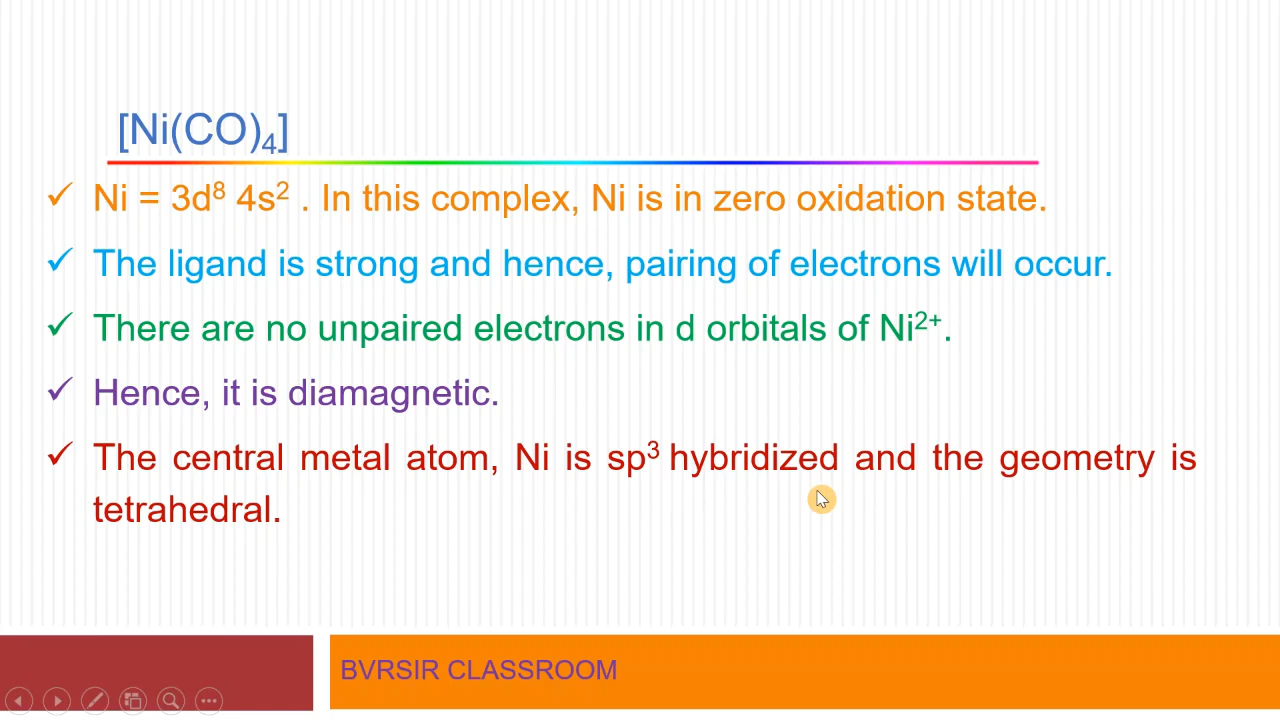 [Ni(CO)₄]
✓ Ni = 3d⁸ 4s² . In this complex, Ni is in zero oxidation state.
✓ The ligand is strong and hence, pairing of electrons will occur.
✓ There are no unpaired electrons in d orbitals of Ni²⁺.
✓ Hence, it is diamagnetic.
✓ The central metal atom, Ni is sp³ hybridized and the geometry is
tetrahedral.
BVRSIR CLASSROOM